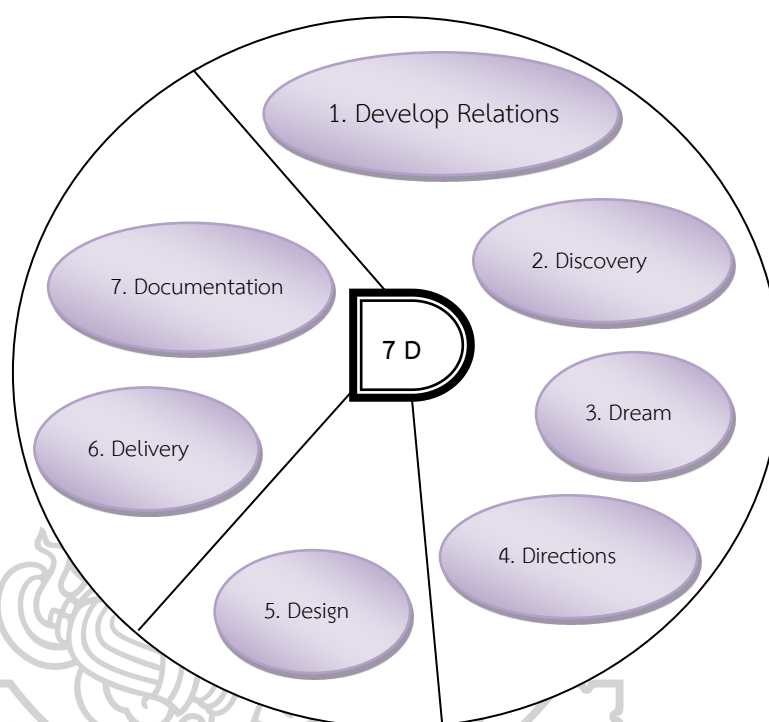 1. Develop Relations
2. Discovery
7. Documentation
7 D
3. Dream
6. Delivery
4. Directions
5. Design